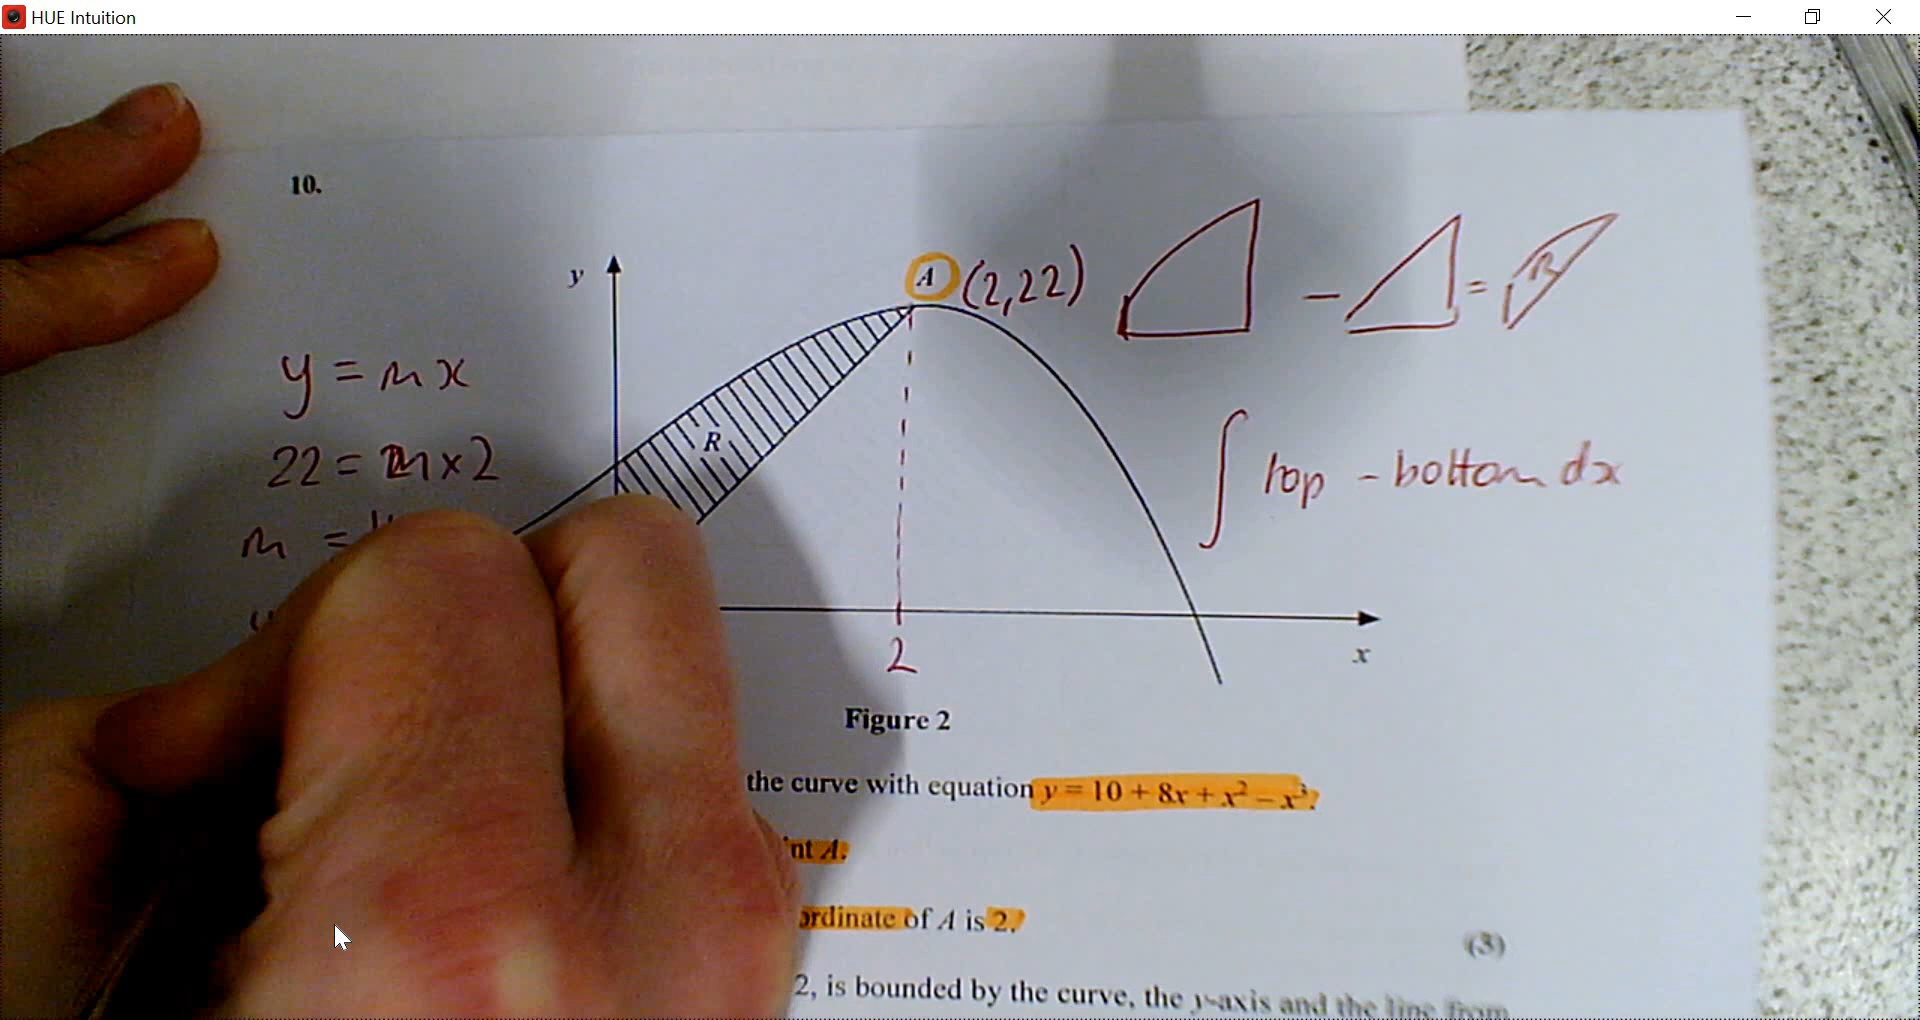 HUE Intuition
10.
y
A (2,22)
− = R
y = mx
22 = m x 2
R
m =
∫ top - bottom dx
2
x
Figure 2
the curve with equation y = 10 + 8x + x² – x³.
A.
of A is 2.
(3)
2, is bounded by the curve, the y-axis and the line from